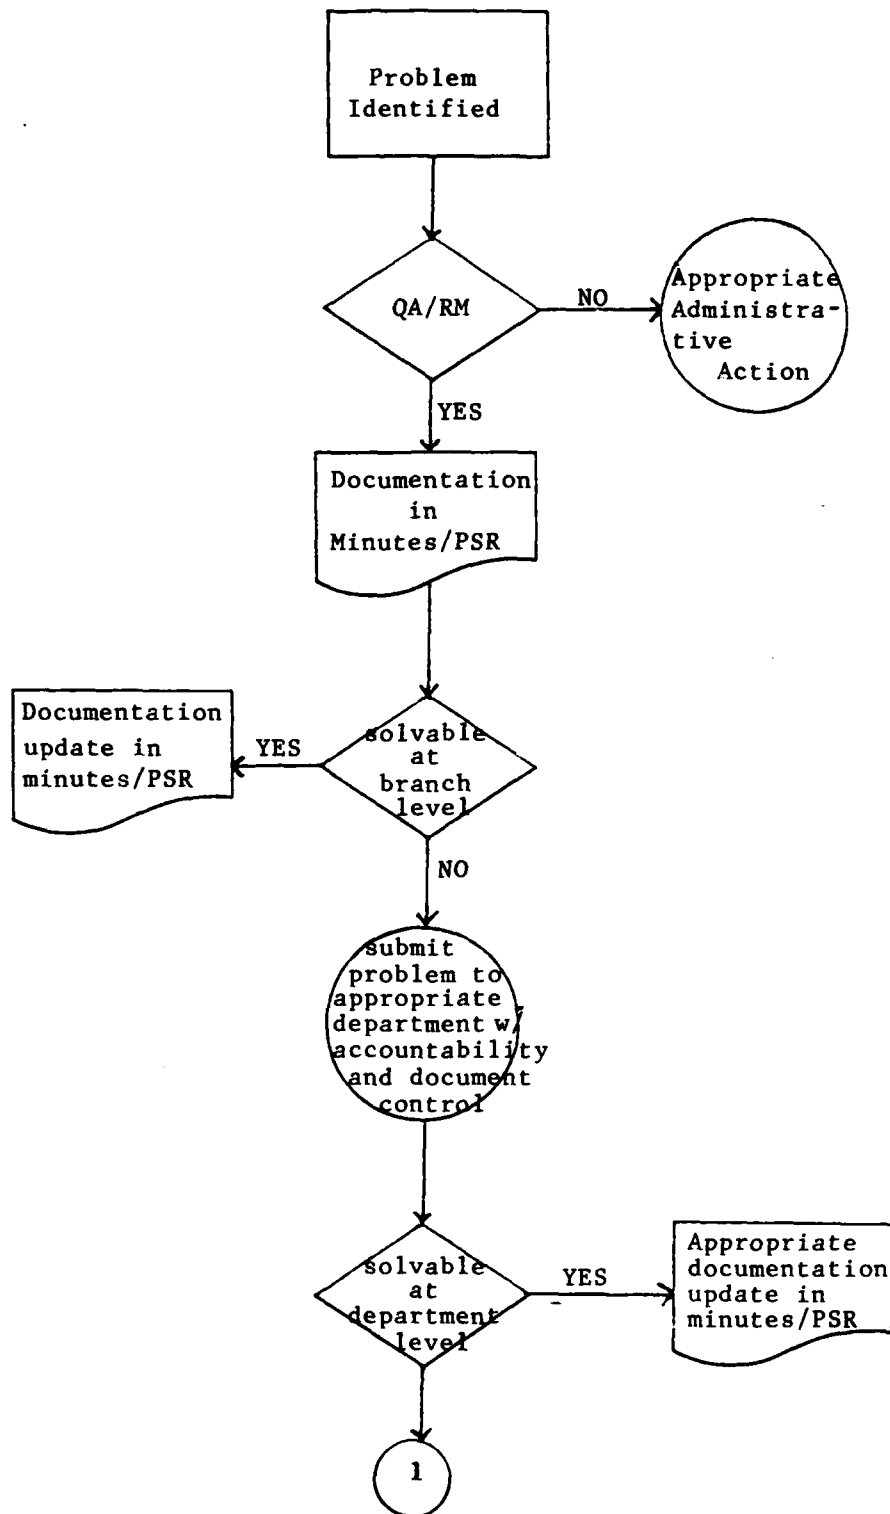 Problem
Identified
QA/RM
NO
Appropriate
Administra-
tive
Action
YES
Documentation
in
Minutes/PSR
Documentation
update in
minutes/PSR
YES
solvable
at
branch
level
NO
submit
problem to
appropriate
department w/
accountability
and document
control
solvable
at
department
level
YES
Appropriate
documentation
update in
minutes/PSR
1